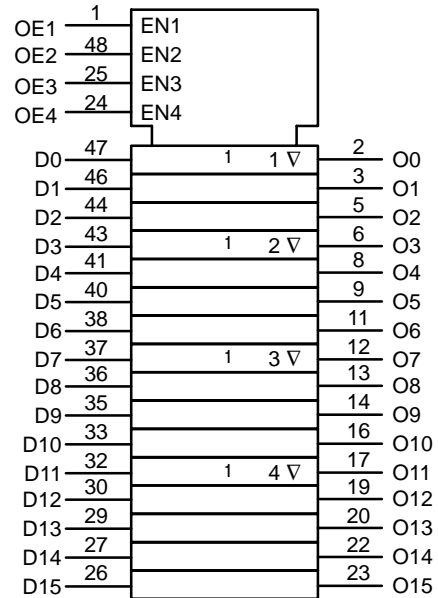 OE1 1 EN1
OE2 48 EN2
OE3 25 EN3
OE4 24 EN4
D0 47 1 1 ∇ 2 O0
D1 46 3 O1
D2 44 5 O2
D3 43 1 2 ∇ 6 O3
D4 41 8 O4
D5 40 9 O5
D6 38 11 O6
D7 37 1 3 ∇ 12 O7
D8 36 13 O8
D9 35 14 O9
D10 33 16 O10
D11 32 1 4 ∇ 17 O11
D12 30 19 O12
D13 29 20 O13
D14 27 22 O14
D15 26 23 O15